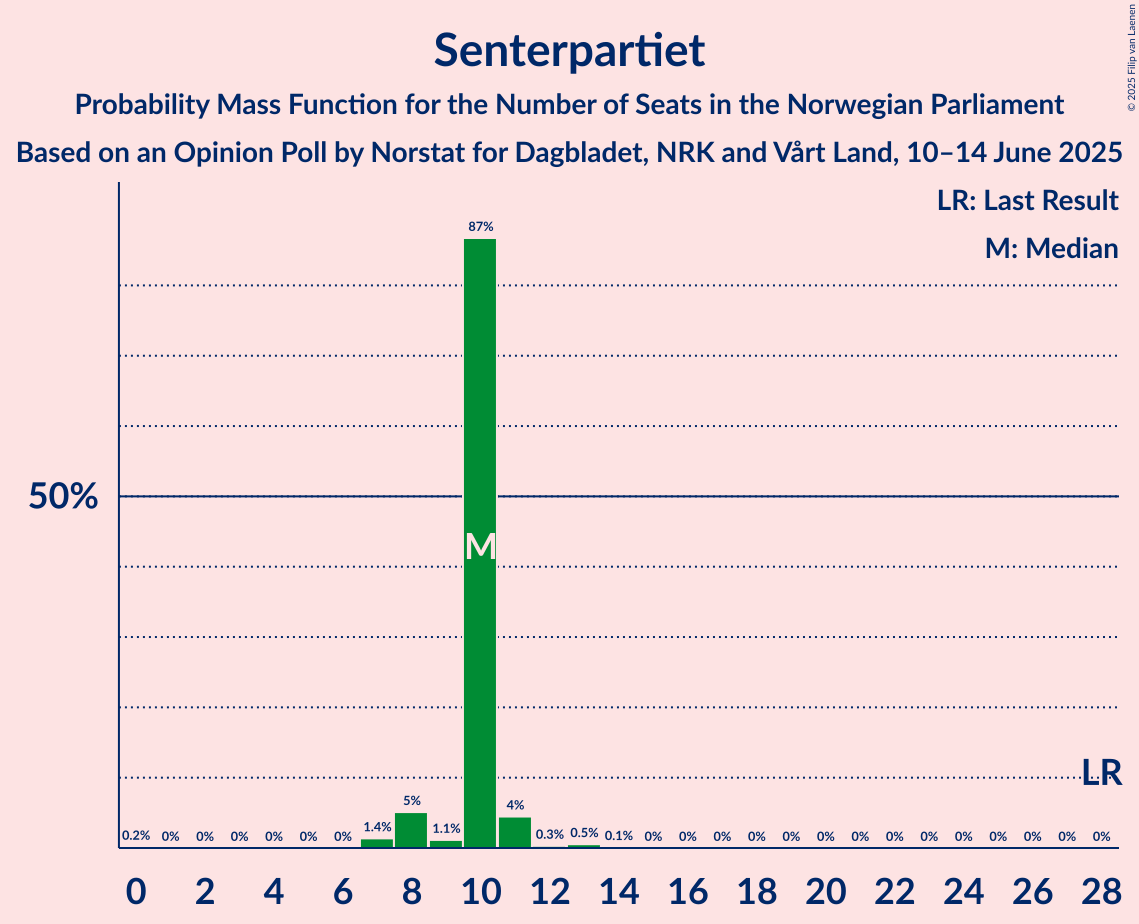 Senterpartiet
Probability Mass Function for the Number of Seats in the Norwegian Parliament
Based on an Opinion Poll by Norstat for Dagbladet, NRK and Vårt Land, 10–14 June 2025
© 2025 Filip van Laenen
LR: Last Result
M: Median
87%
50%
M
LR
0.2% 0% 0% 0% 0% 0% 0% 1.4% 5% 1.1% 4% 0.3% 0.5% 0.1% 0% 0% 0% 0% 0% 0% 0% 0% 0% 0% 0% 0% 0% 0%
0 2 4 6 8 10 12 14 16 18 20 22 24 26 28